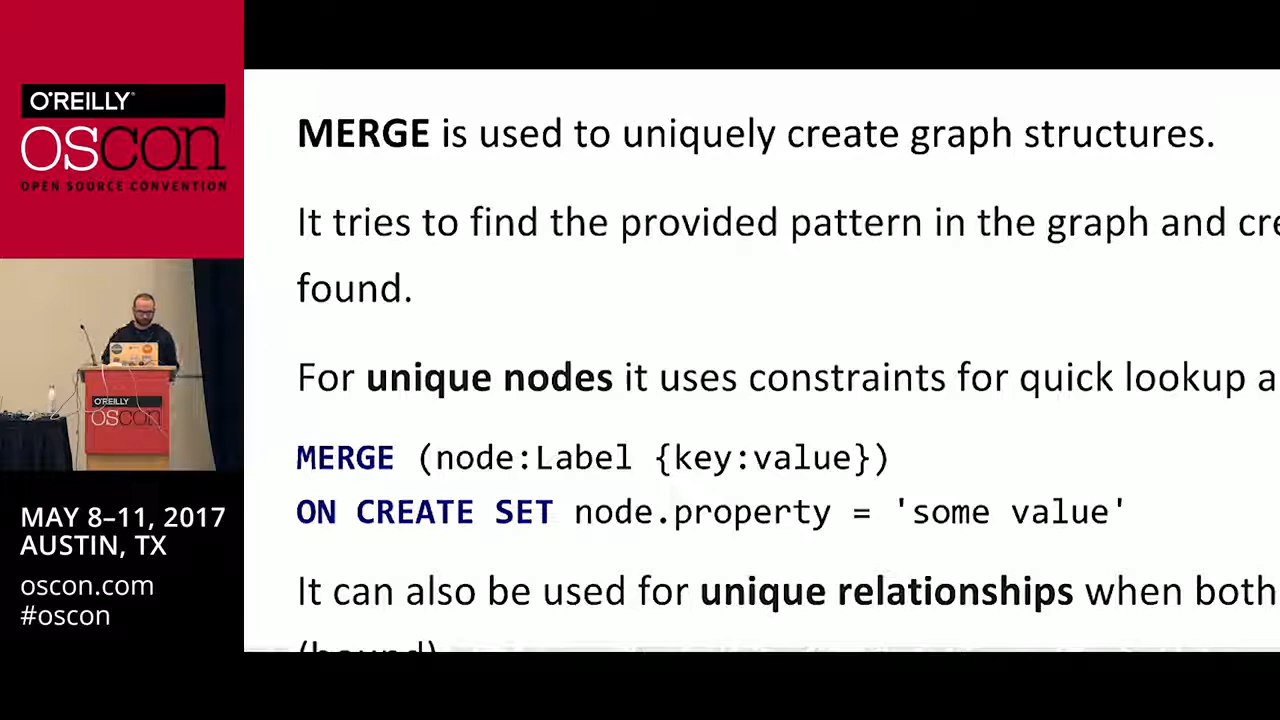 O'REILLY
OSCON
OPEN SOURCE CONVENTION
MERGE is used to uniquely create graph structures.
It tries to find the provided pattern in the graph and cre
found.
For unique nodes it uses constraints for quick lookup a
MERGE (node:Label {key:value})
ON CREATE SET node.property = 'some value'
It can also be used for unique relationships when both
(bound)
O'REILLY
OSCON
MAY 8–11, 2017
AUSTIN, TX
oscon.com
#oscon